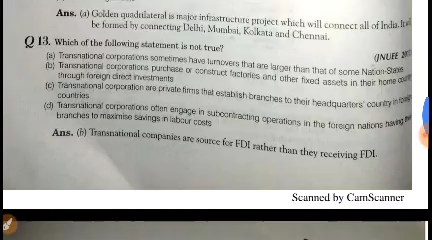 Ans. (a) Golden quadrilateral is major infrastructure project which will connect all of India. It
be formed by connecting Delhi, Mumbai, Kolkata and Chennai.
Q 13. Which of the following statement is not true?
(JNUEE
(a) Transnational corporations sometimes have turnovers that are larger than that of some Nation-States
(b) Transnational corporations purchase or construct factories and other fixed assets in their home
through foreign direct investments
(c) Transnational corporation are private firms that establish branches to their headquarters' country in
countries
(d) Transnational corporations often engage in subcontracting operations in the foreign nations having
branches to maximise savings in labour costs
Ans. (b) Transnational companies are source for FDI rather than they receiving FDI.
Scanned by CamScanner